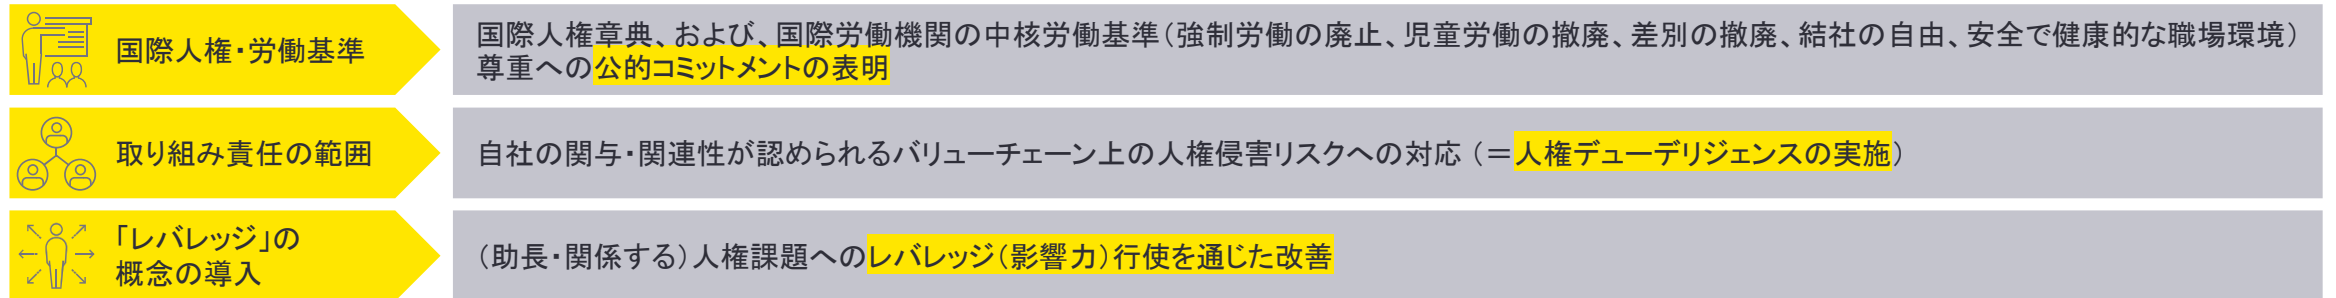 国際人権・労働基準
国際人権章典、および、国際労働機関の中核労働基準（強制労働の廃止、児童労働の撤廃、差別の撤廃、結社の自由、安全で健康的な職場環境）
尊重への公的コミットメントの表明
取り組み責任の範囲
自社の関与・関連性が認められるバリューチェーン上の人権侵害リスクへの対応（＝人権デューデリジェンスの実施）
「レバレッジ」の
概念の導入
（助長・関係する）人権課題へのレバレッジ（影響力）行使を通じた改善